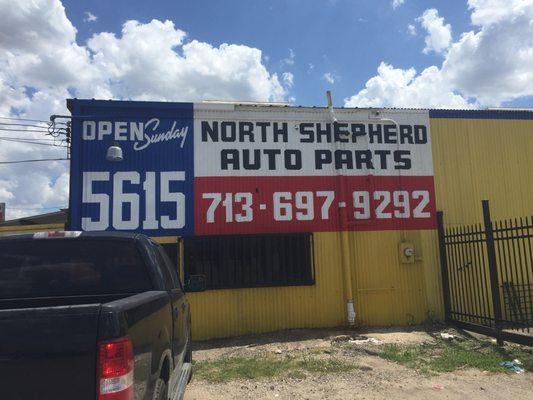 OPEN Sunday
5615
NORTH SHEPHERD
AUTO PARTS
713-697-9292